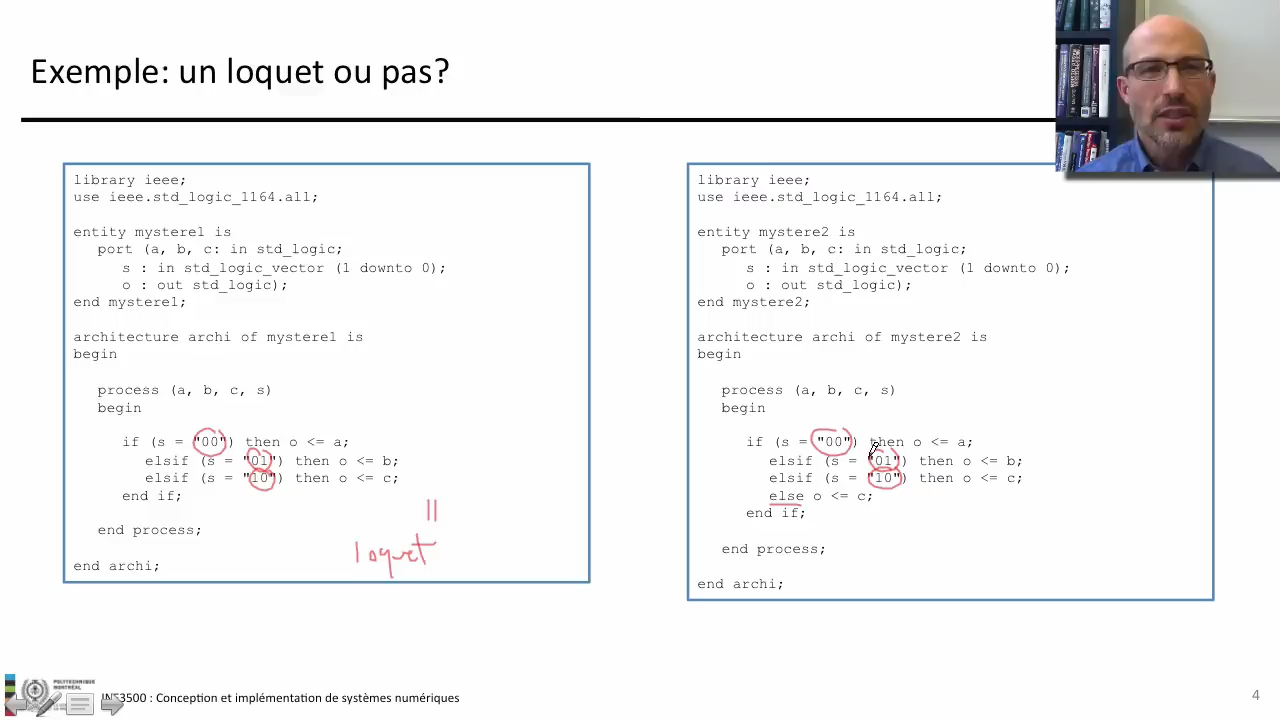 Exemple: un loquet ou pas?
library ieee;
use ieee.std_logic_1164.all;
entity mystere1 is
port (a, b, c: in std_logic;
s : in std_logic_vector (1 downto 0);
o : out std_logic);
end mystere1;
architecture archi of mystere1 is
begin
process (a, b, c, s)
begin
if (s = "00") then o <= a;
elsif (s = "01") then o <= b;
elsif (s = "10") then o <= c;
end if;
end process;
end archi;
11
loquet
library ieee;
use ieee.std_logic_1164.all;
entity mystere2 is
port (a, b, c: in std_logic;
s : in std_logic_vector (1 downto 0);
o : out std_logic);
end mystere2;
architecture archi of mystere2 is
begin
process (a, b, c, s)
begin
if (s = "00") then o <= a;
elsif (s = "01") then o <= b;
elsif (s = "10") then o <= c;
else o <= c;
end if;
end process;
end archi;
POLYTECHNIQUE
MONTRÉAL
INF3500 : Conception et implémentation de systèmes numériques
4